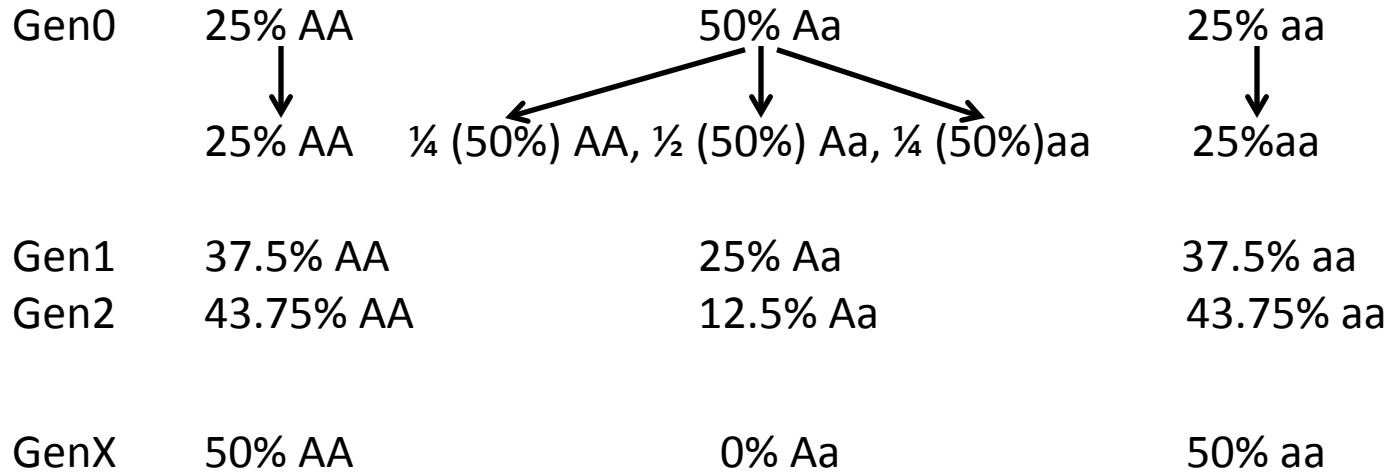 Gen0 25% AA 50% Aa 25% aa
25% AA ¼ (50%) AA, ½ (50%) Aa, ¼ (50%)aa 25%aa
Gen1 37.5% AA 25% Aa 37.5% aa
Gen2 43.75% AA 12.5% Aa 43.75% aa
GenX 50% AA 0% Aa 50% aa